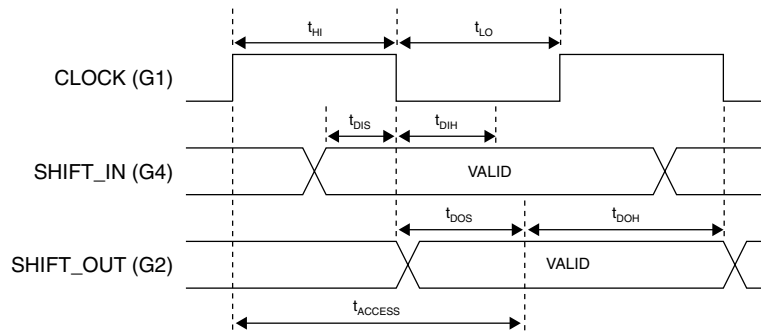 tHI
tLO
CLOCK (G1)
tDIS
tDIH
SHIFT_IN (G4)
VALID
tDOS
tDOH
SHIFT_OUT (G2)
VALID
tACCESS